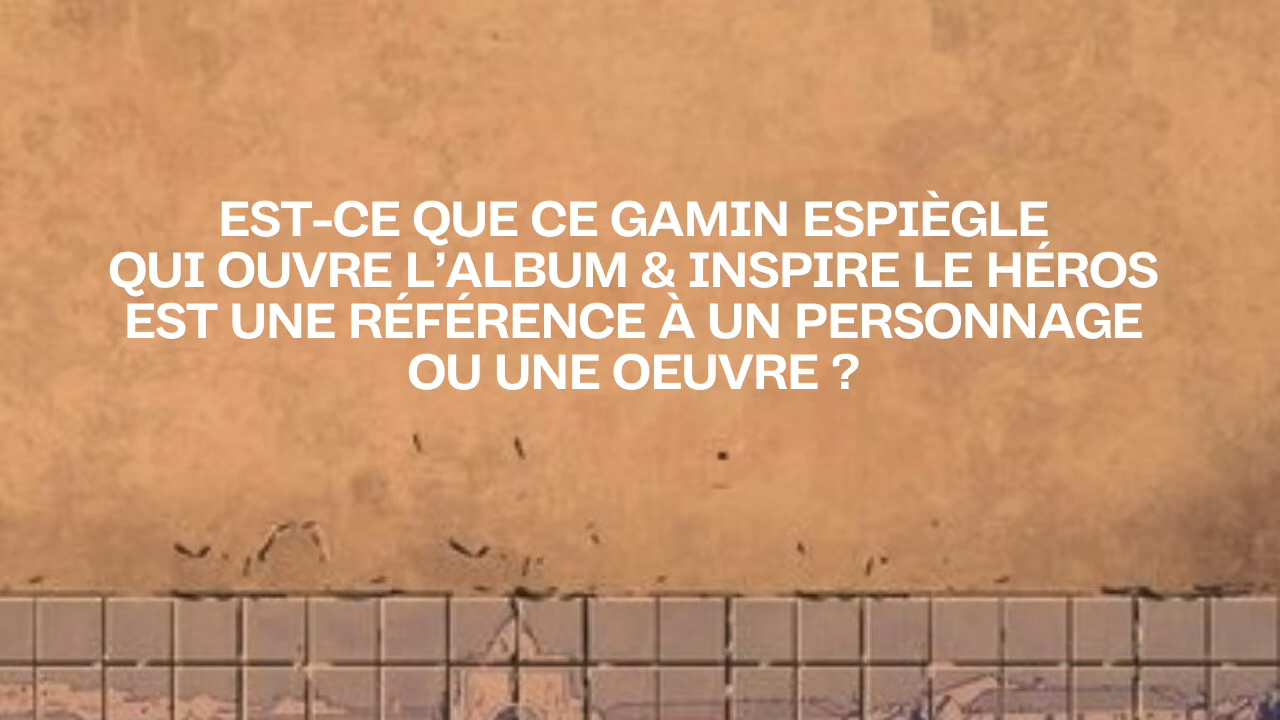 EST-CE QUE CE GAMIN ESPIÈGLE
QUI OUVRE L’ALBUM & INSPIRE LE HÉROS
EST UNE RÉFÉRENCE À UN PERSONNAGE
OU UNE OEUVRE ?